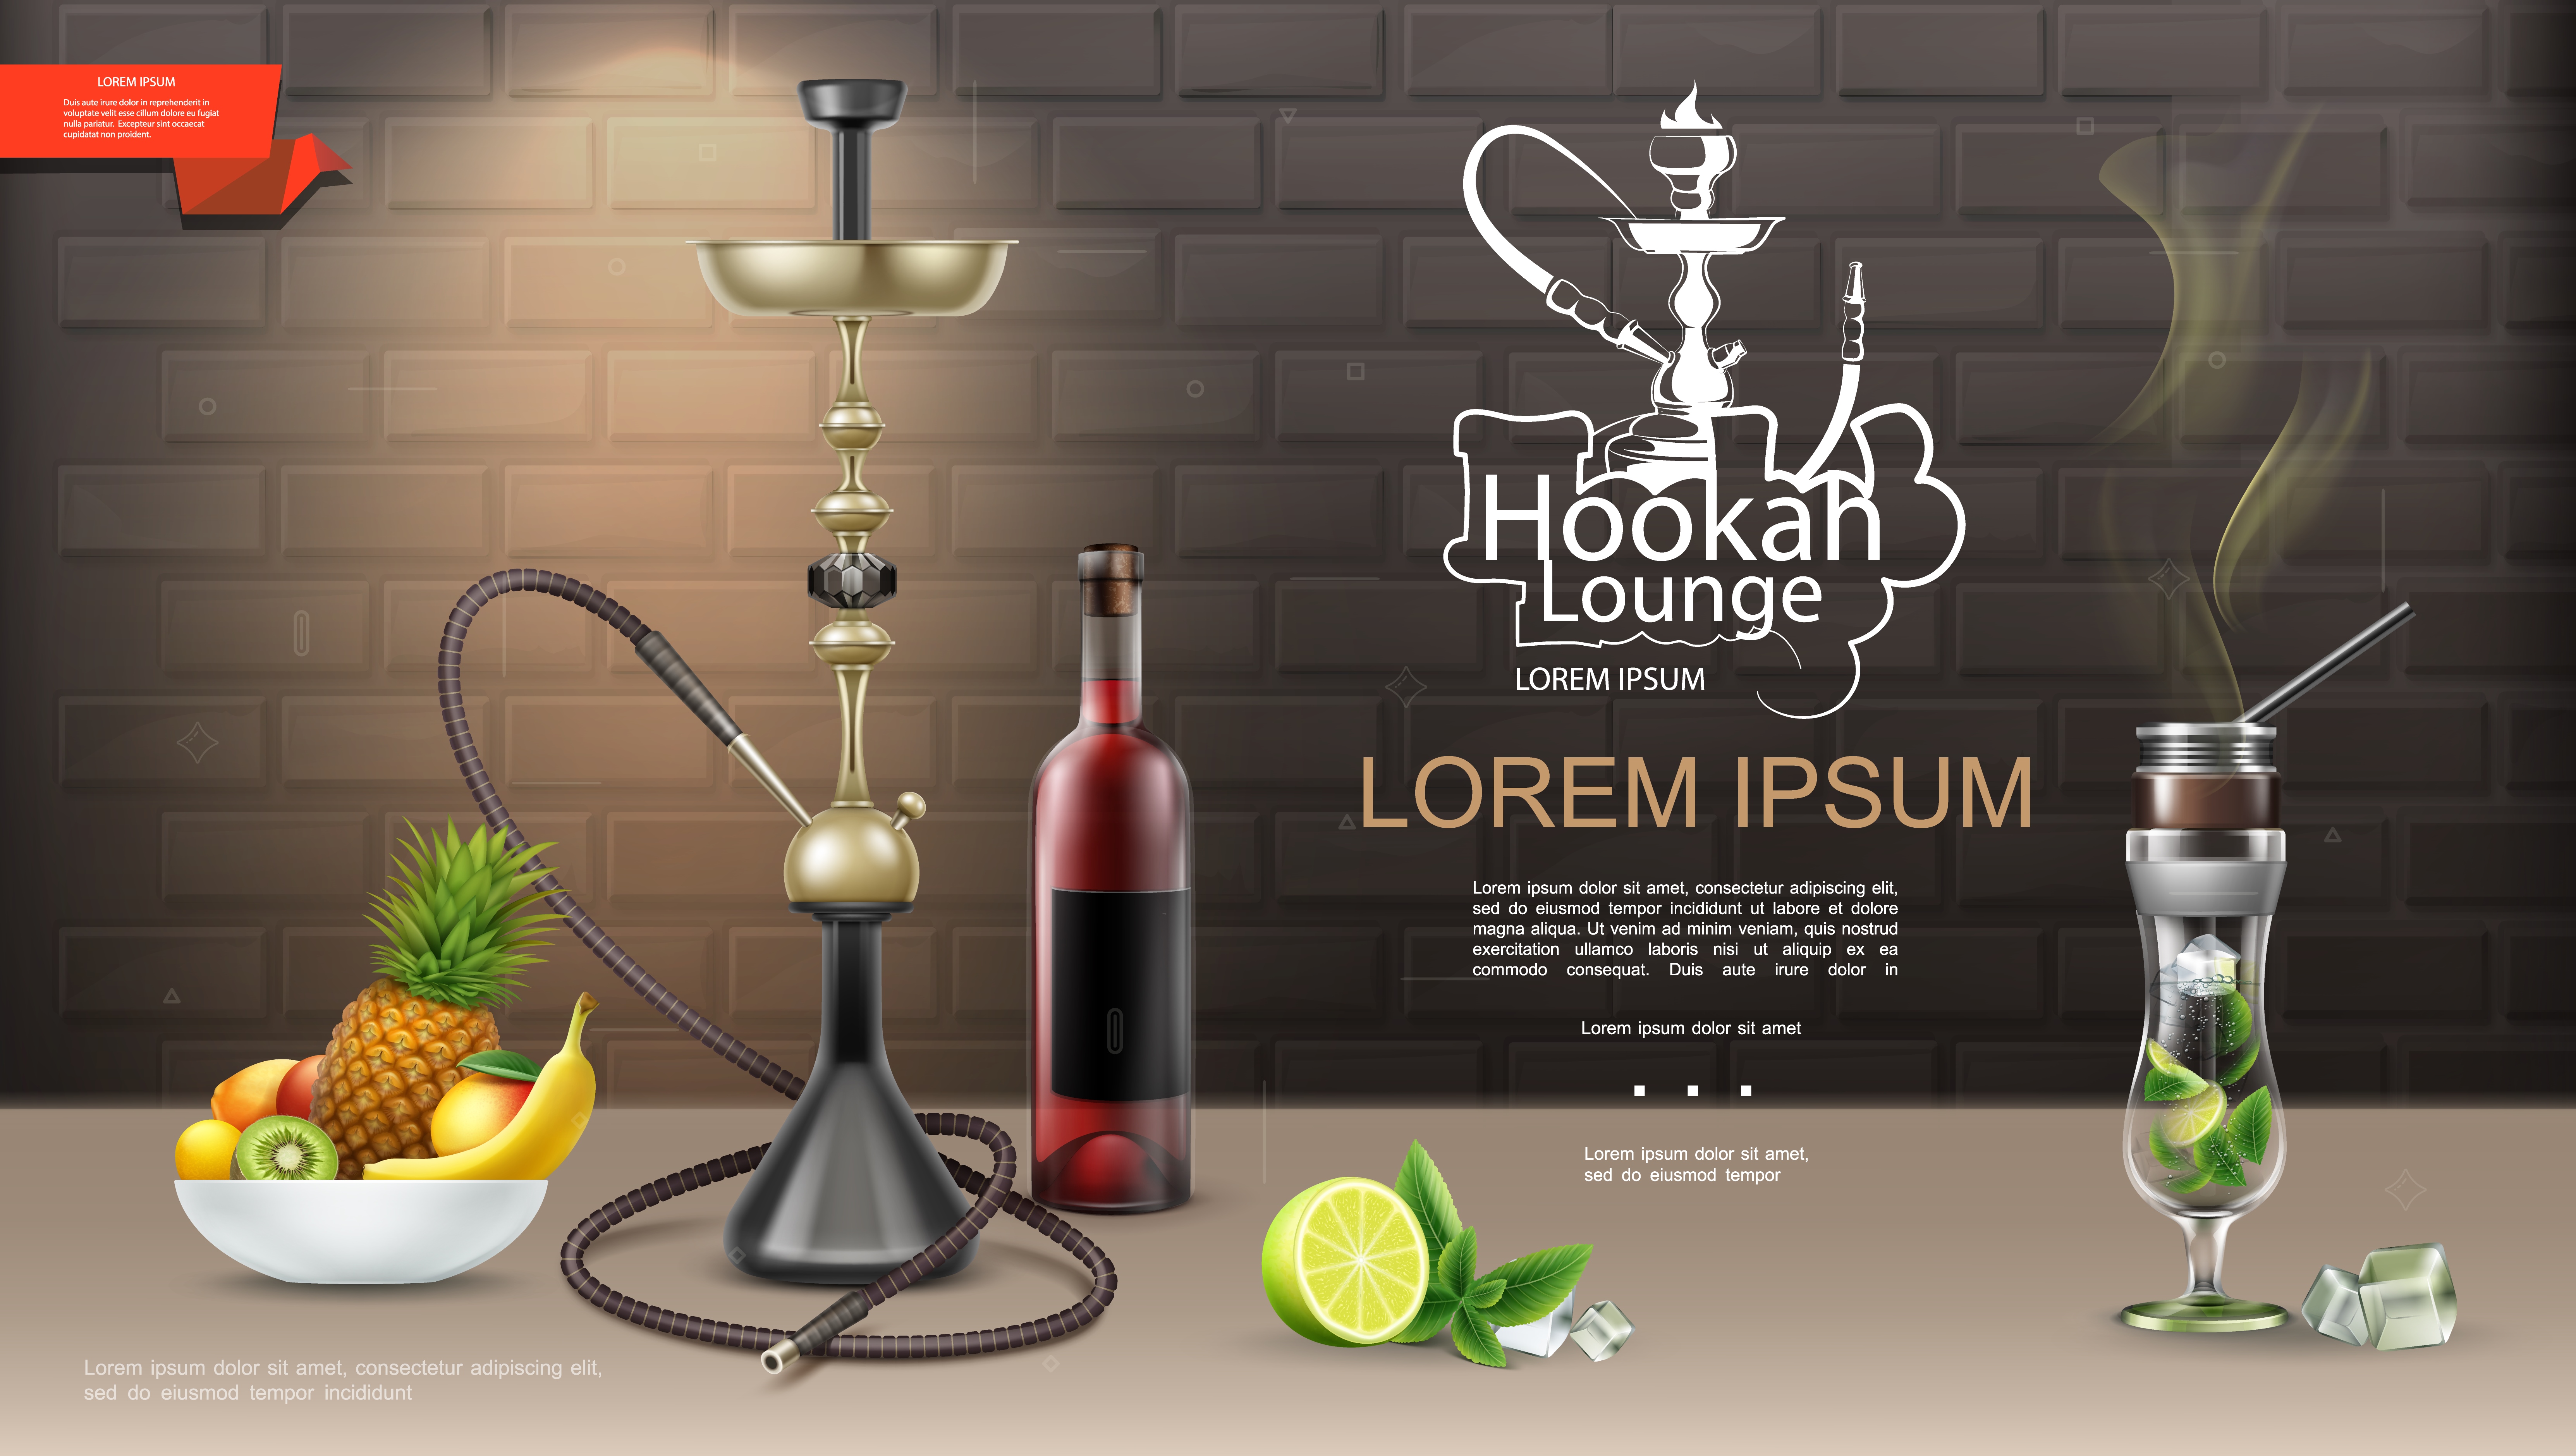 LOREM IPSUM
Duis aute irure dolor in reprehenderit in
voluptate velit esse cillum dolore eu fugiat
nulla pariatur. Excepteur sint occaecat
cupidatat non proident.
Hookah
Lounge
LOREM IPSUM
LOREM IPSUM
Lorem ipsum dolor sit amet, consectetur adipiscing elit,
sed do eiusmod tempor incididunt ut labore et dolore
magna aliqua. Ut venim ad minim veniam, quis nostrud
exercitation ullamco laboris nisi ut aliquip ex ea
commodo consequat. Duis aute irure dolor in
Lorem ipsum dolor sit amet
Lorem ipsum dolor sit amet,
sed do eiusmod tempor
Lorem ipsum dolor sit amet, consectetur adipiscing elit,
sed do eiusmod tempor incididunt